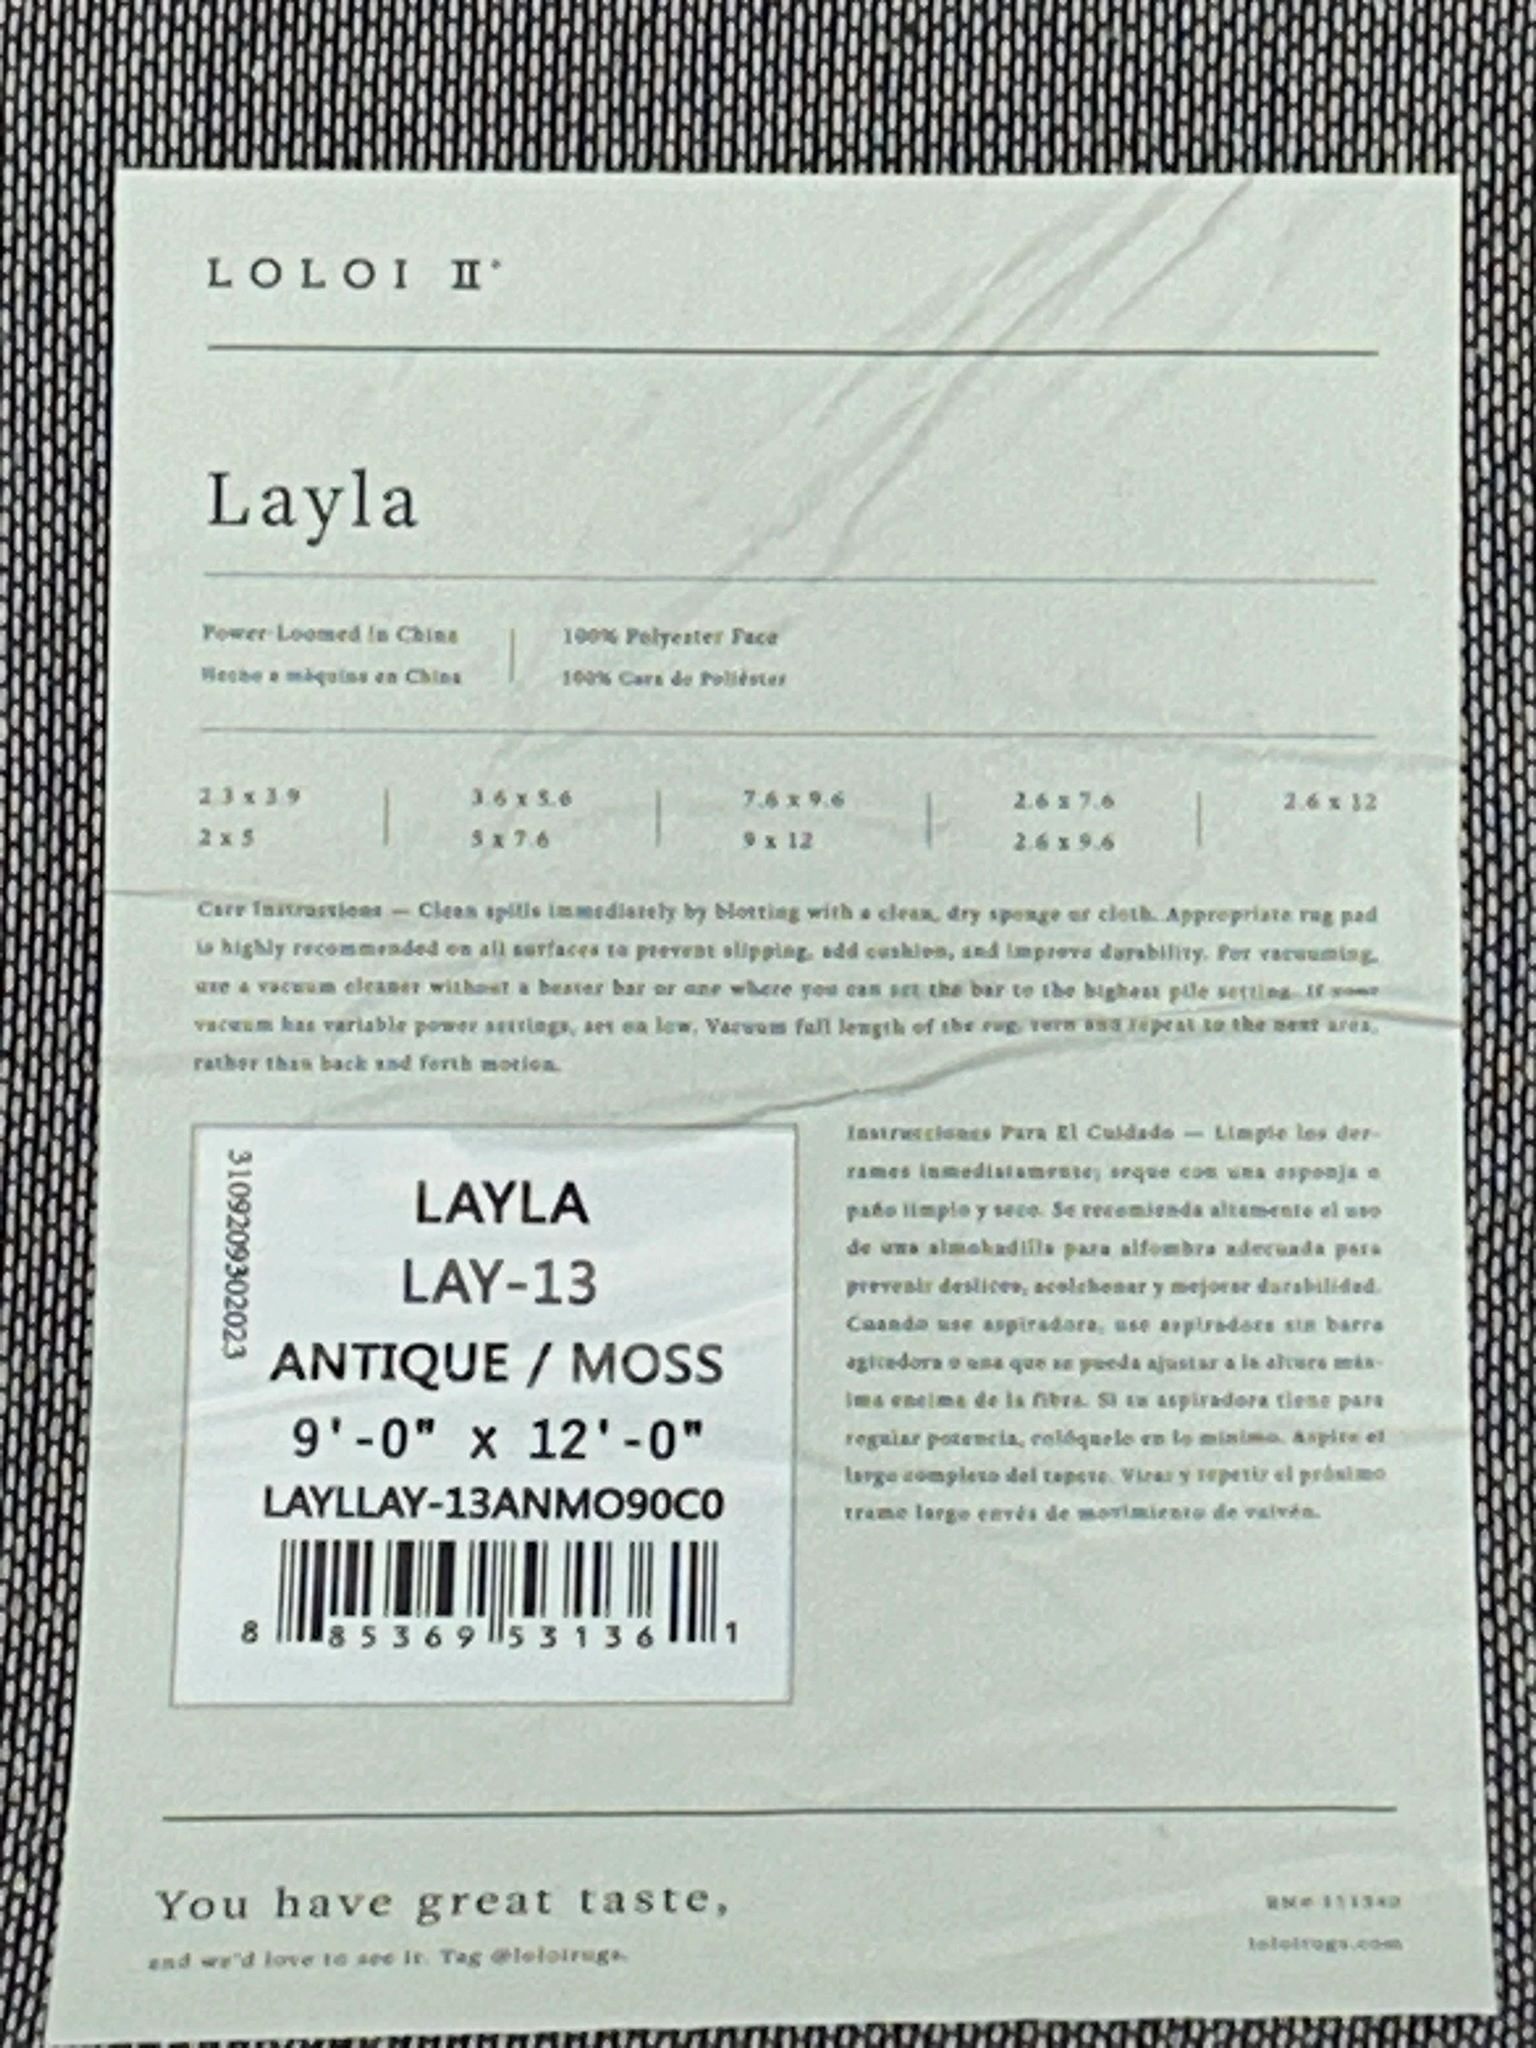 LOLOI II
Layla
Power-Loomed in China
Hecho a máquina en China
100% Polyester Face
100% Cara de Poliéster
2.3 x 3.9
2 x 5
3.6 x 5.6
5 x 7.6
7.6 x 9.6
9 x 12
2.6 x 7.6
2.6 x 9.6
2.6 x 12
Care Instructions — Clean spills immediately by blotting with a clean, dry sponge or cloth. Appropriate rug pad
is highly recommended on all surfaces to prevent slipping, add cushion, and improve durability. For vacuuming,
use a vacuum cleaner without a beater bar or one where you can set the bar to the highest pile setting. If your
vacuum has variable power settings, set on low. Vacuum full length of the rug, turn and repeat to the next area,
rather than back and forth motion.
3109209302023
LAYLA
LAY-13
ANTIQUE / MOSS
9'-0" x 12'-0"
LAYLLAY-13ANMO90C0
8 85369 53136 1
Instrucciones Para El Cuidado — Limpie los der-
rames inmediatamente; seque con una esponja o
paño limpio y seco. Se recomienda altamente el uso
de una almohadilla para alfombra adecuada para
prevenir deslices, acolchonar y mejorar durabilidad.
Cuando use aspiradora, use aspiradora sin barra
agitadora o una que se pueda ajustar a la altura máx-
ima encima de la fibra. Si su aspiradora tiene para
regular potencia, colóquelo en lo mínimo. Aspire el
largo completo del tapete. Virar y repetir el próximo
tramo largo envés de movimiento de vaivén.
You have great taste,
and we'd love to see it. Tag @loloirugs.
RN#
loloirugs.com